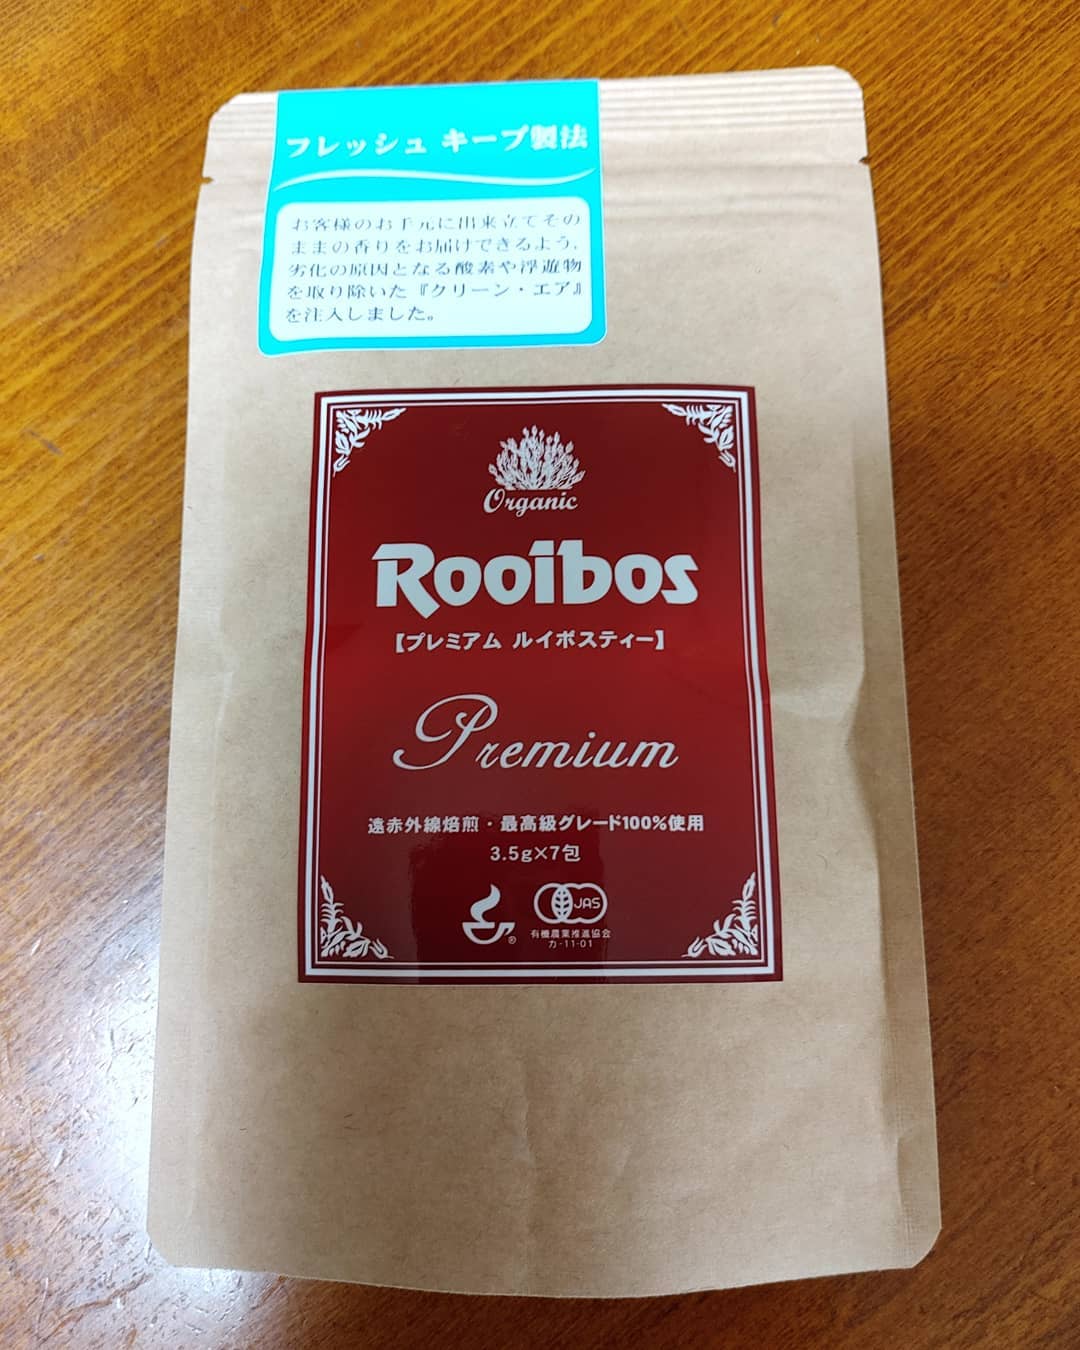 フレッシュ キープ製法
お客様のお手元に出来立てその
ままの香りをお届けできるよう、
劣化の原因となる酸素や浮遊物
を取り除いた『クリーン・エア』
を注入しました。
Organic
Rooibos
【プレミアム ルイボスティー】
Premium
遠赤外線焙煎・最高級グレード100%使用
3.5g×7包
®
JAS
有機農業推進協会
カ-11-01